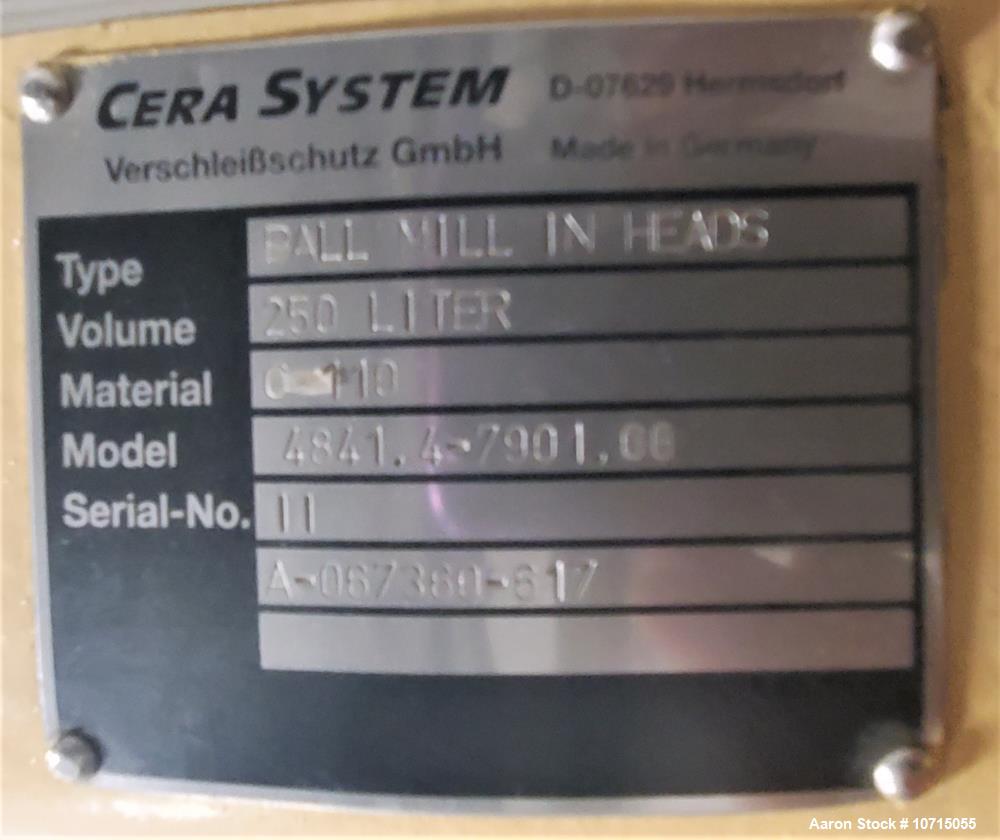 CERA SYSTEM D-07629 Hermsdorf
Verschleißschutz GmbH Made in Germany
Type BALL MILL IN HEADS
Volume 250 LITER
Material C-110
Model 4841.4-7901.
Serial-No. 11
A-067380-617
Aaron Stock # 10715055